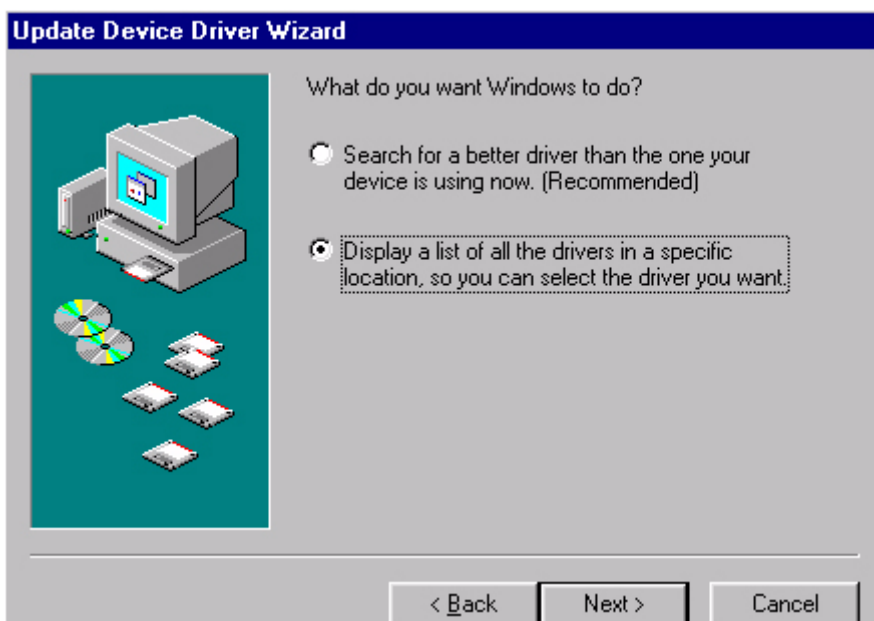 Update Device Driver Wizard
What do you want Windows to do?
Search for a better driver than the one your
device is using now. (Recommended)
Display a list of all the drivers in a specific
location, so you can select the driver you want.
< Back
Next >
Cancel